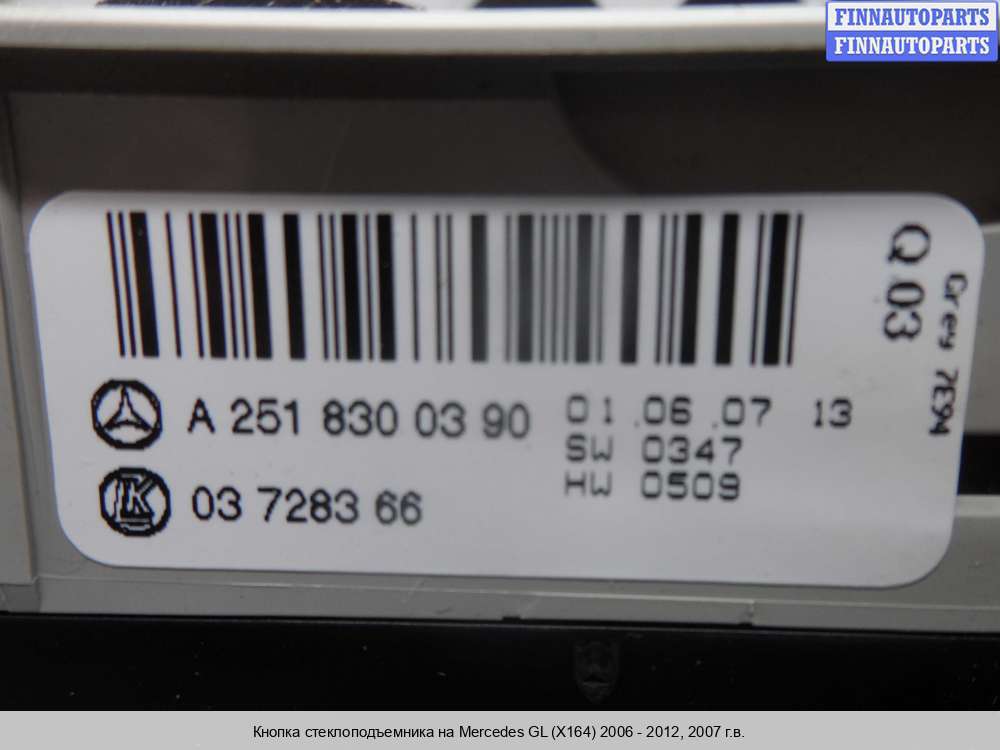 FINNAUTOPARTS
FINNAUTOPARTS
Q 03
Grey 7E94
A 251 830 03 90
01.06.07 13
SW 0347
HW 0509
LK
03 7283 66
Кнопка стеклоподъемника на Mercedes GL (X164) 2006 - 2012, 2007 г.в.